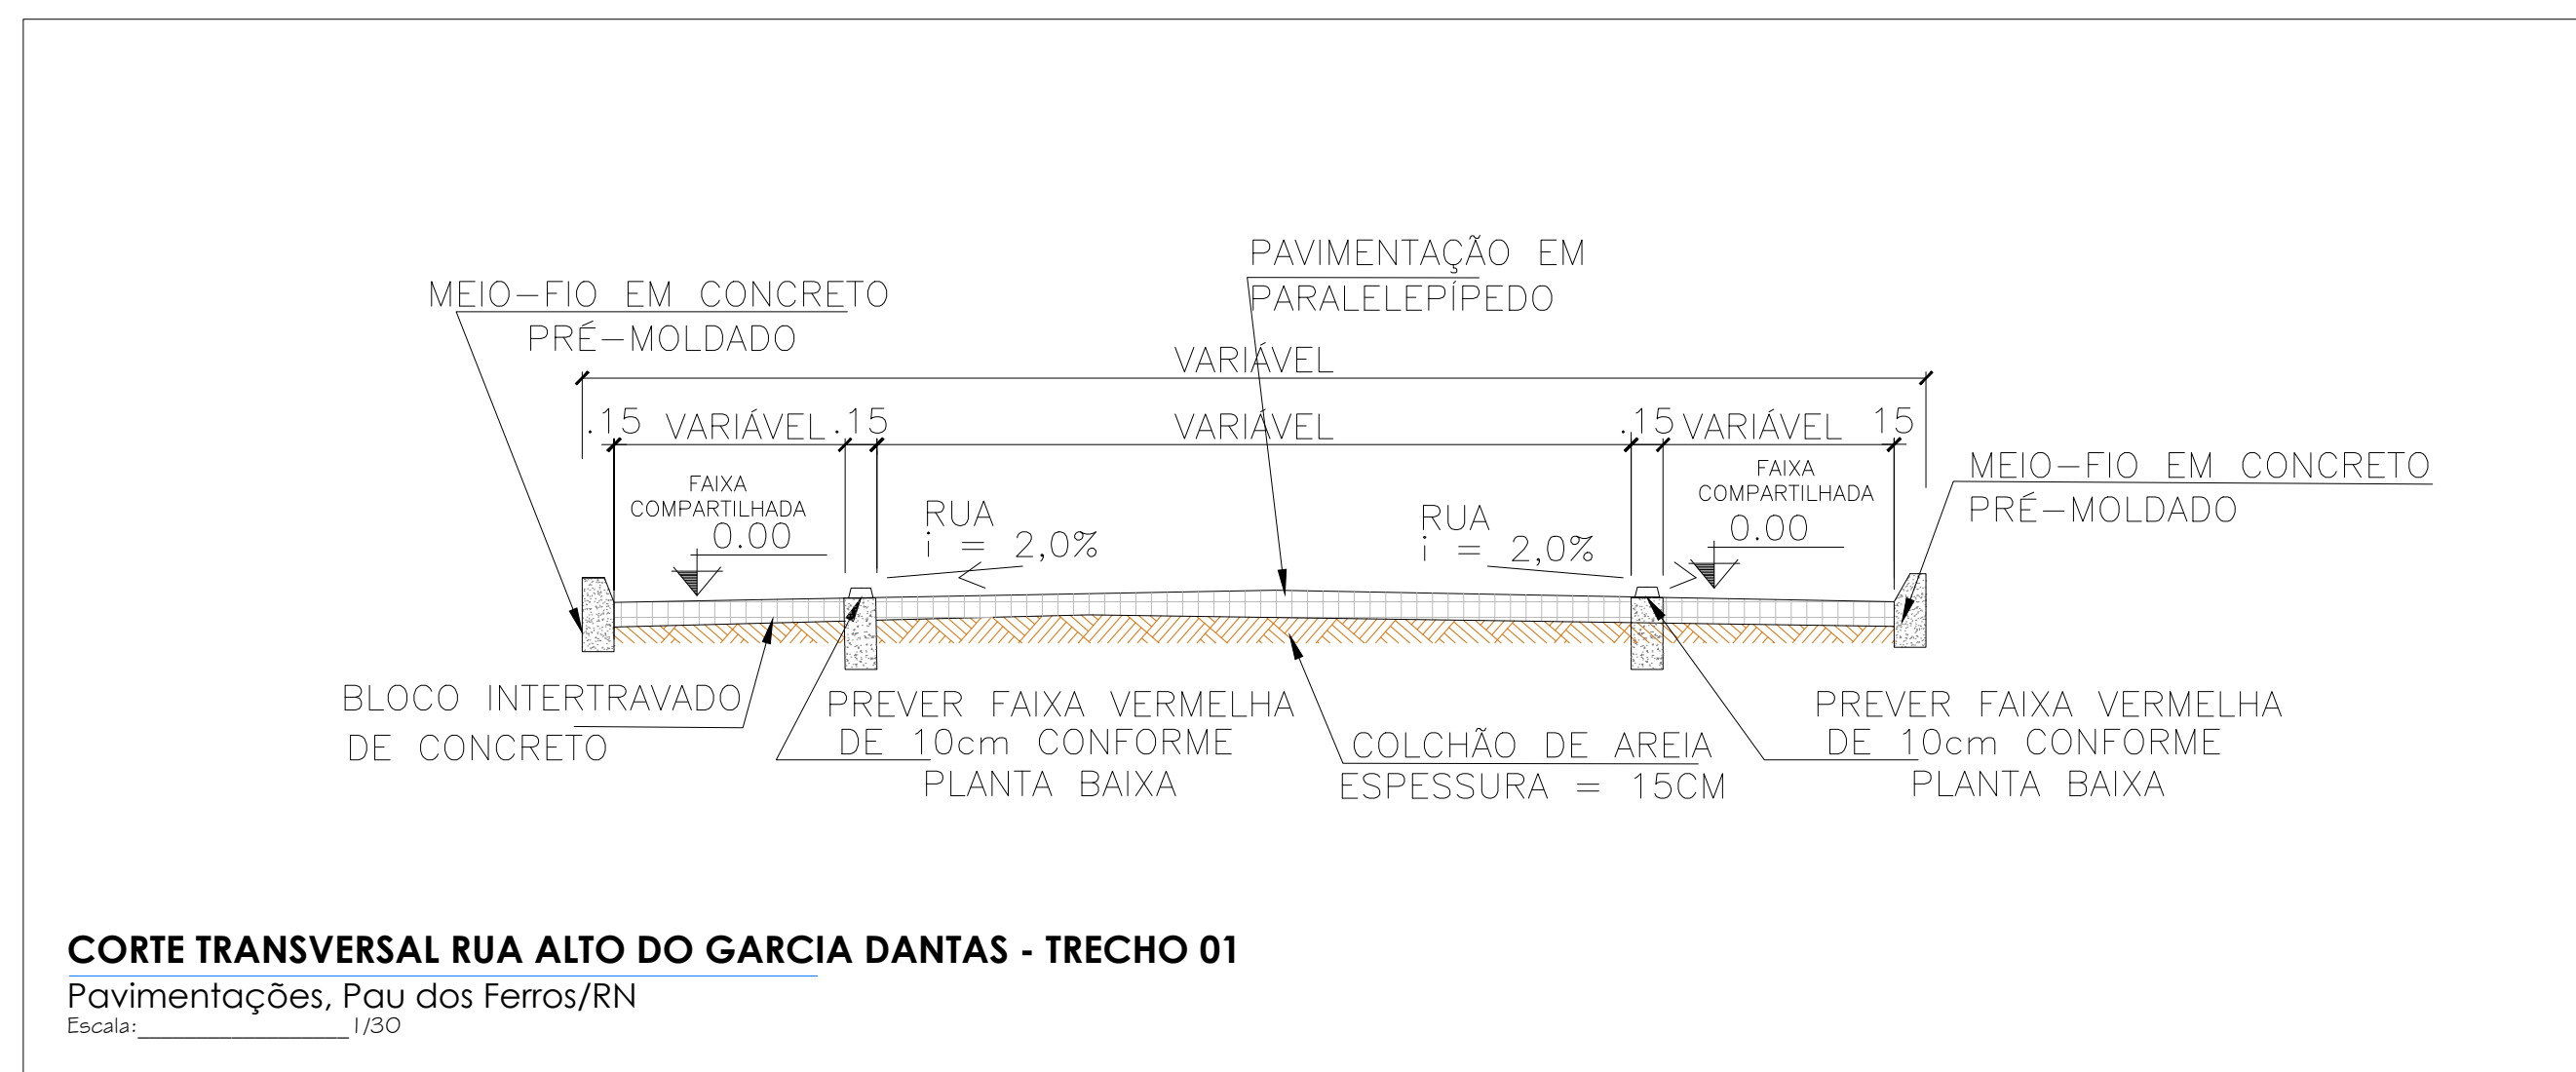 PAVIMENTAÇÃO EM
PARALELEPÍPEDO
MEIO-FIO EM CONCRETO
PRÉ-MOLDADO
VARIÁVEL
.15 VARIÁVEL .15 VARIÁVEL .15 VARIÁVEL 15
MEIO-FIO EM CONCRETO
PRÉ-MOLDADO
FAIXA
COMPARTILHADA
0.00
RUA
i = 2,0%
RUA
i = 2,0%
FAIXA
COMPARTILHADA
0.00
BLOCO INTERTRAVADO
DE CONCRETO
PREVER FAIXA VERMELHA
DE 10cm CONFORME
PLANTA BAIXA
COLCHÃO DE AREIA
ESPESSURA = 15CM
PREVER FAIXA VERMELHA
DE 10cm CONFORME
PLANTA BAIXA
CORTE TRANSVERSAL RUA ALTO DO GARCIA DANTAS - TRECHO 01
Pavimentações, Pau dos Ferros/RN
Escala:__________________1/30